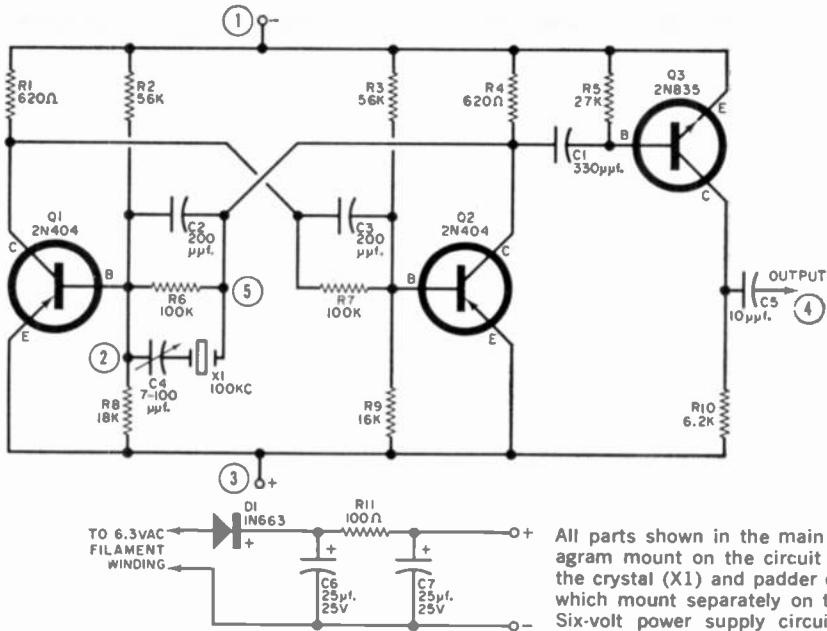 1 -
R1
620Ω
R2
56K
R3
56K
R4
620Ω
R5
27K
Q3
2N835
E
B
C
C1
330μμf.
Q1
2N404
C
B
E
C2
200
μμf.
C3
200
μμf.
Q2
2N404
C
B
E
R6
100K
5
R7
100K
OUTPUT
C5
10μμf.
4
2
C4
7-100
μμf.
X1
100KC
R8
18K
R9
16K
R10
6.2K
3 +
D1
1N663
+
R11
100Ω
+
TO 6.3VAC
FILAMENT
WINDING
+
C6
25μf.
25V
+
C7
25μf.
25V
-
All parts shown in the main
agram mount on the circuit
the crystal (X1) and padder
which mount separately on
Six-volt power supply